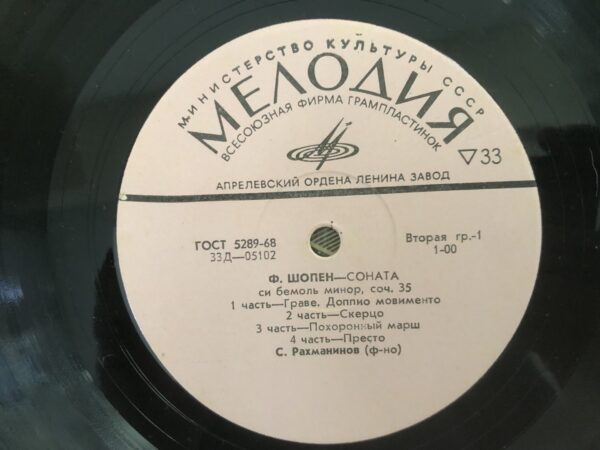 МИНИСТЕРСТВО КУЛЬТУРЫ СССР
МЕЛОДИЯ
ВСЕСОЮЗНАЯ ФИРМА ГРАМПЛАСТИНОК
▽33
АПРЕЛЕВСКИЙ ОРДЕНА ЛЕНИНА ЗАВОД
ГОСТ 5289-68
33Д—05102
Вторая гр.-1
1-00
Ф. ШОПЕН—СОНАТА
си бемоль минор, соч. 35
1 часть—Граве, Доппио мовименто
2 часть—Скерцо
3 часть—Похоронный марш
4 часть—Престо
С. Рахманинов (ф-но)